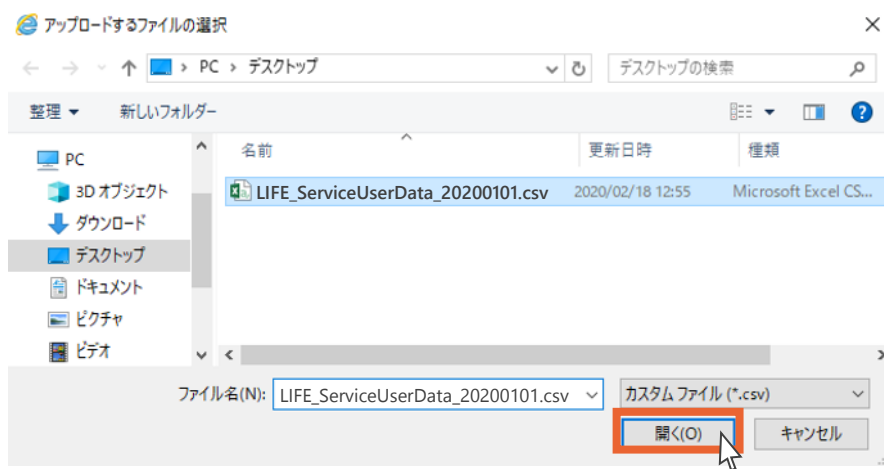 アップロードするファイルの選択
PC › デスクトップ
デスクトップの検索
整理
新しいフォルダー
?
名前
更新日時
種類
PC
3D オブジェクト
LIFE_ServiceUserData_20200101.csv
2020/02/18 12:55
Microsoft Excel CS...
ダウンロード
デスクトップ
ドキュメント
ピクチャ
ビデオ
ファイル名(N):
LIFE_ServiceUserData_20200101.csv
カスタム ファイル (*.csv)
開く(O)
キャンセル